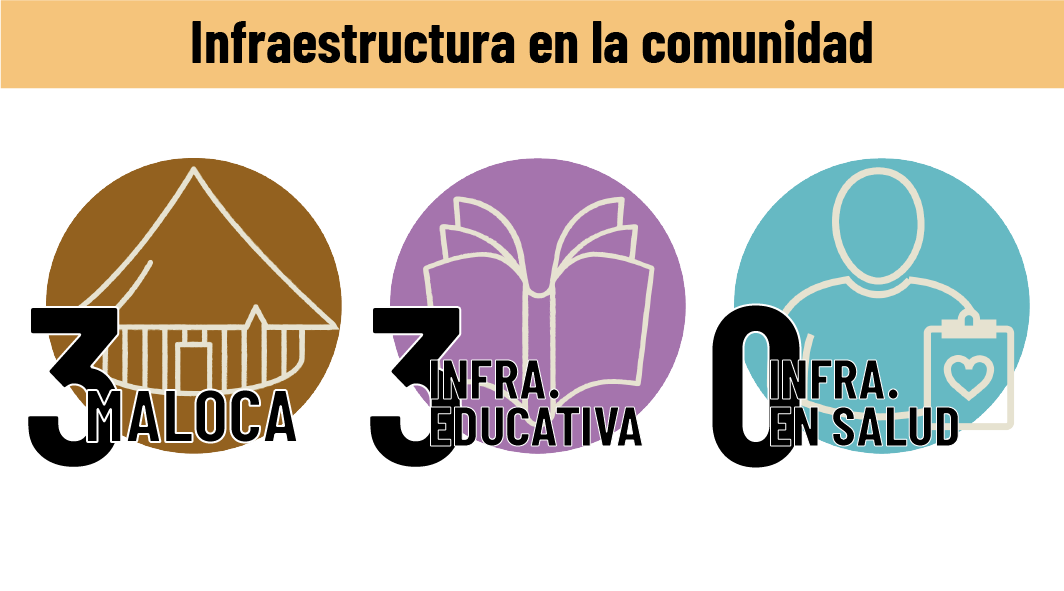 Infraestructura en la comunidad
3 MALOCA
3 INFRA.
EDUCATIVA
0 INFRA.
EN SALUD